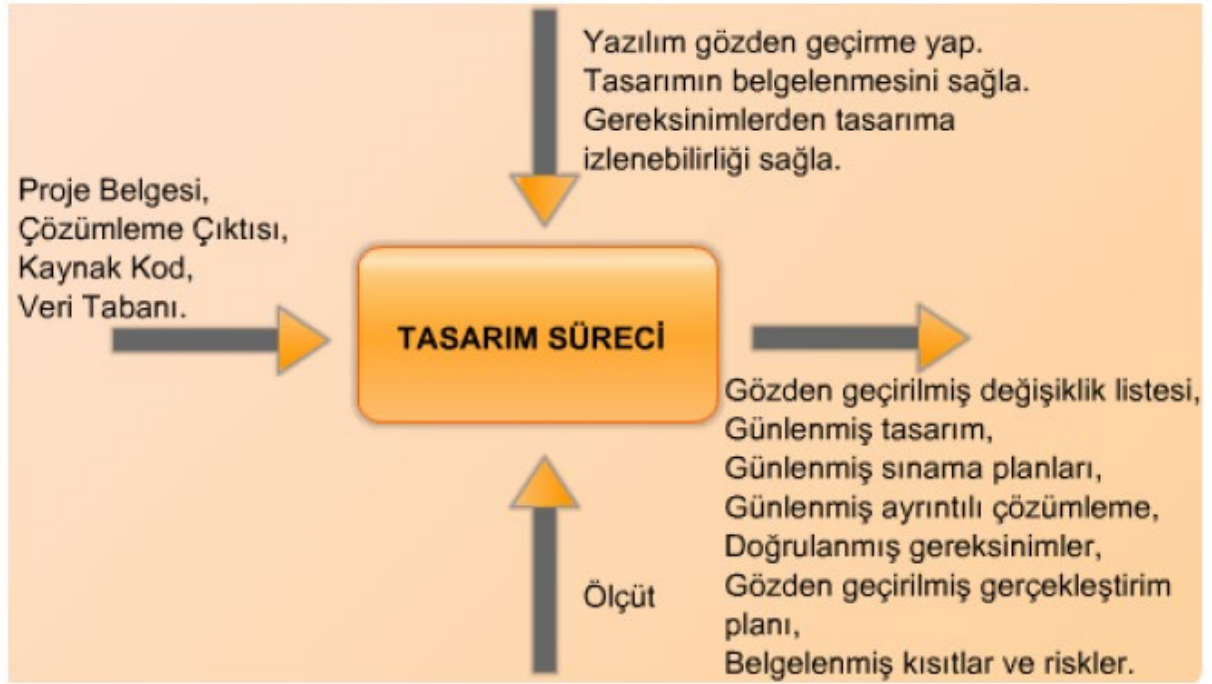 Yazılım gözden geçirme yap.
Tasarımın belgelenmesini sağla.
Gereksinimlerden tasarıma
izlenebilirliği sağla.
Proje Belgesi,
Çözümleme Çıktısı,
Kaynak Kod,
Veri Tabanı.
TASARIM SÜRECİ
Gözden geçirilmiş değişiklik listesi,
Günlenmiş tasarım,
Günlenmiş sınama planları,
Günlenmiş ayrıntılı çözümleme,
Doğrulanmış gereksinimler,
Gözden geçirilmiş gerçekleştirim
planı,
Belgelenmiş kısıtlar ve riskler.
Ölçüt